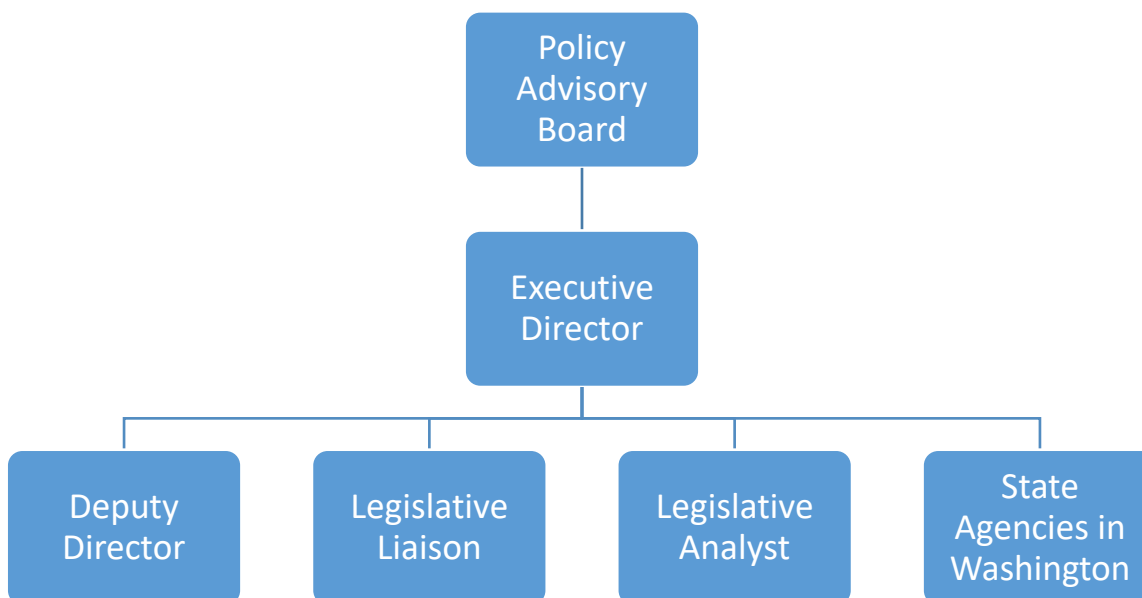 Policy
Advisory
Board
Executive
Director
Deputy
Director
Legislative
Liaison
Legislative
Analyst
State
Agencies in
Washington